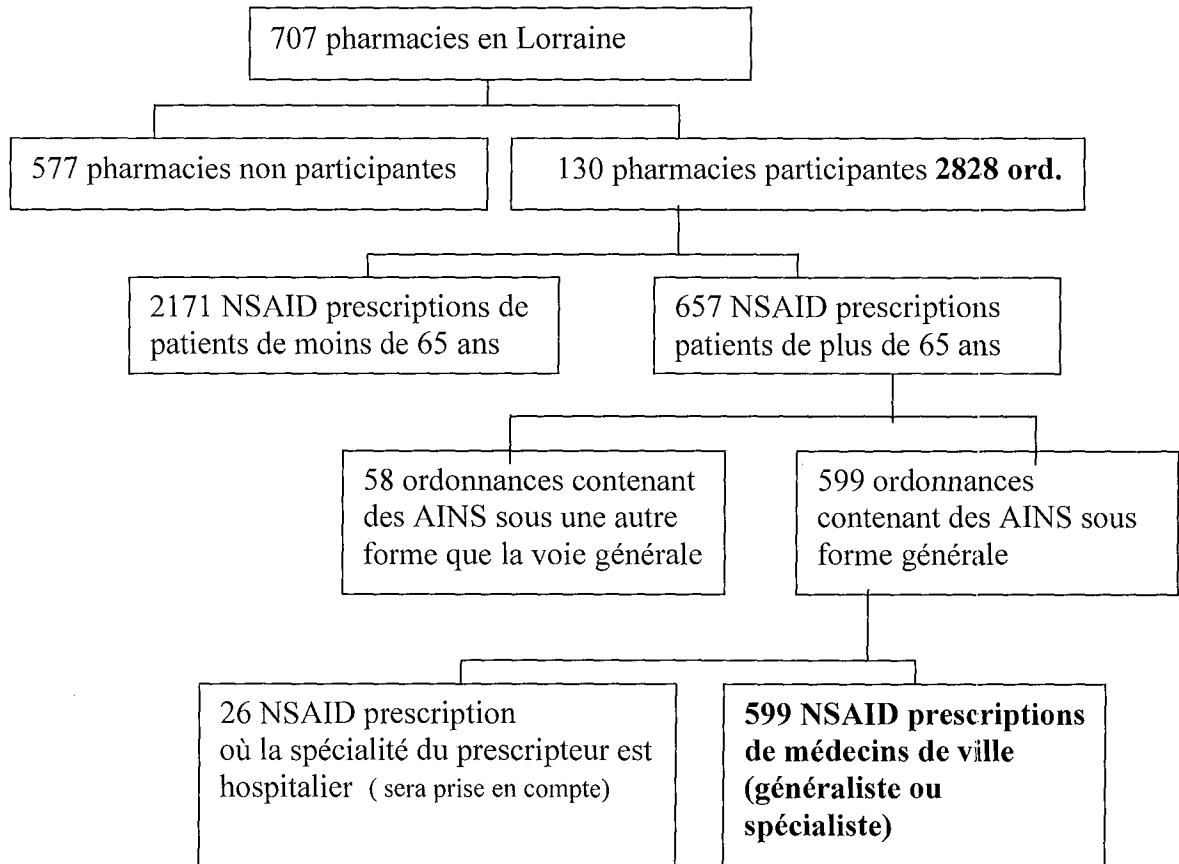 707 pharmacies en Lorraine
577 pharmacies non participantes
130 pharmacies participantes 2828 ord.
2171 NSAID prescriptions de
patients de moins de 65 ans
657 NSAID prescriptions
patients de plus de 65 ans
58 ordonnances contenant
des AINS sous une autre
forme que la voie générale
599 ordonnances
contenant des AINS sous
forme générale
26 NSAID prescription
où la spécialité du prescripteur est
hospitalier ( sera prise en compte)
599 NSAID prescriptions
de médecins de ville
(généraliste ou
spécialiste)